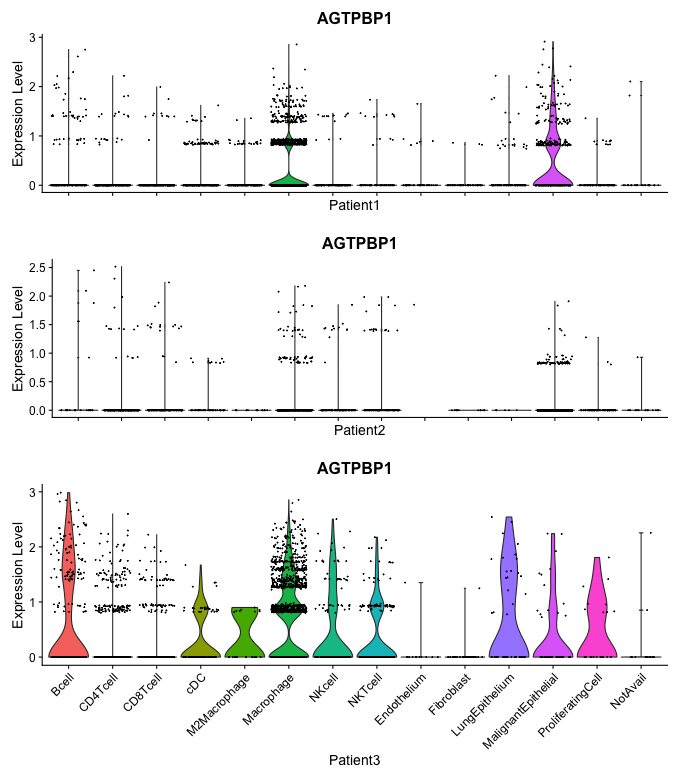 AGTPBP1
Expression Level
3
2
1
0
Patient1
AGTPBP1
Expression Level
2.5
2.0
1.5
1.0
0.5
0.0
Patient2
AGTPBP1
Expression Level
3
2
1
0
Bcell
CD4Tcell
CD8Tcell
cDC
M2Macrophage
Macrophage
NKcell
NKTcell
Endothelium
Fibroblast
LungEpithelium
MalignantEpithelial
ProliferatingCell
NotAvail
Patient3